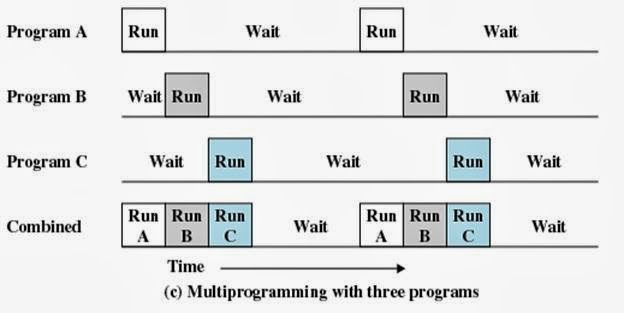 Program A Run Wait Run Wait
Program B Wait Run Wait Run Wait
Program C Wait Run Wait Run Wait
Combined Run A Run B Run C Wait Run A Run B Run C Wait
Time
(c) Multiprogramming with three programs